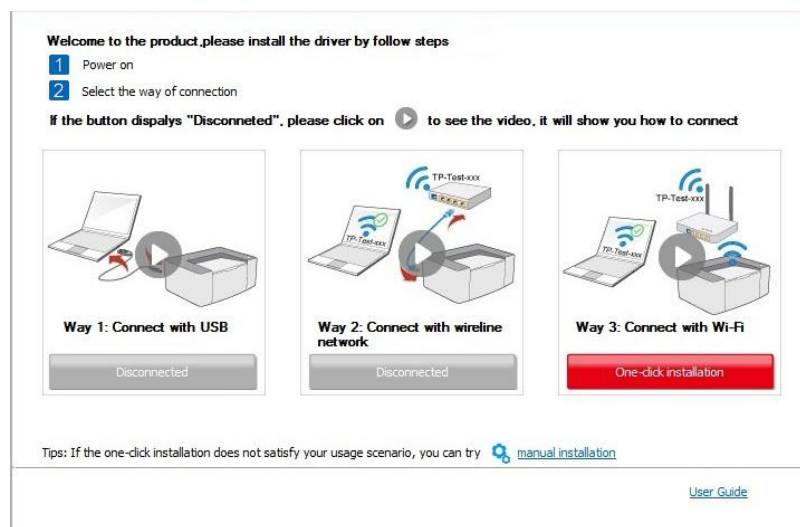 Welcome to the product,please install the driver by follow steps
1 Power on
2 Select the way of connection
If the button dispalys "Disconneted", please click on to see the video, it will show you how to connect
TP-Test-xxx
TP-Test-xxx
TP-Test-xxx
TP-Test-xxx
Way 1: Connect with USB
Way 2: Connect with wireline
network
Way 3: Connect with Wi-Fi
Disconnected
Disconnected
One-click installation
Tips: If the one-click installation does not satisfy your usage scenario, you can try manual installation
User Guide